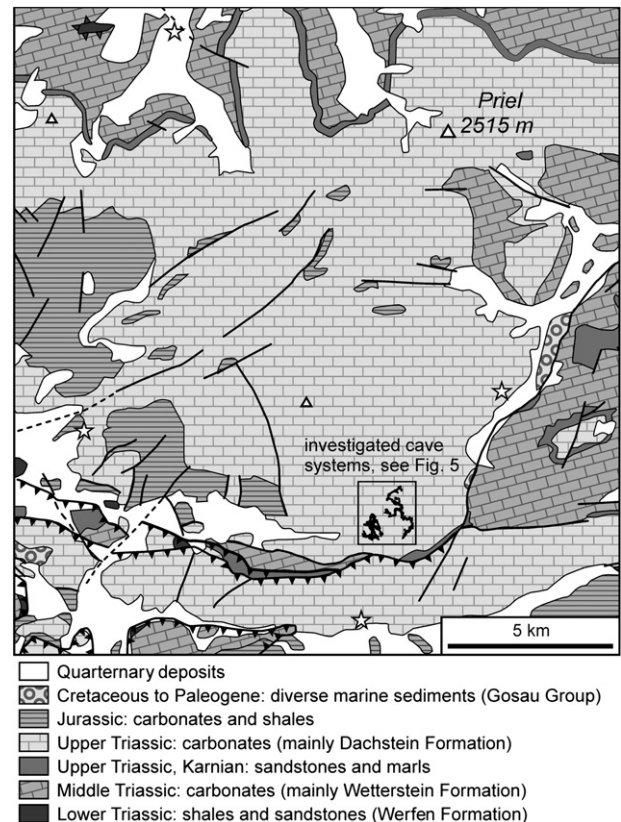 Priel
2515 m
investigated cave
systems, see Fig. 5
5 km
Quarternary deposits
Cretaceous to Paleogene: diverse marine sediments (Gosau Group)
Jurassic: carbonates and shales
Upper Triassic: carbonates (mainly Dachstein Formation)
Upper Triassic, Karnian: sandstones and marls
Middle Triassic: carbonates (mainly Wetterstein Formation)
Lower Triassic: shales and sandstones (Werfen Formation)